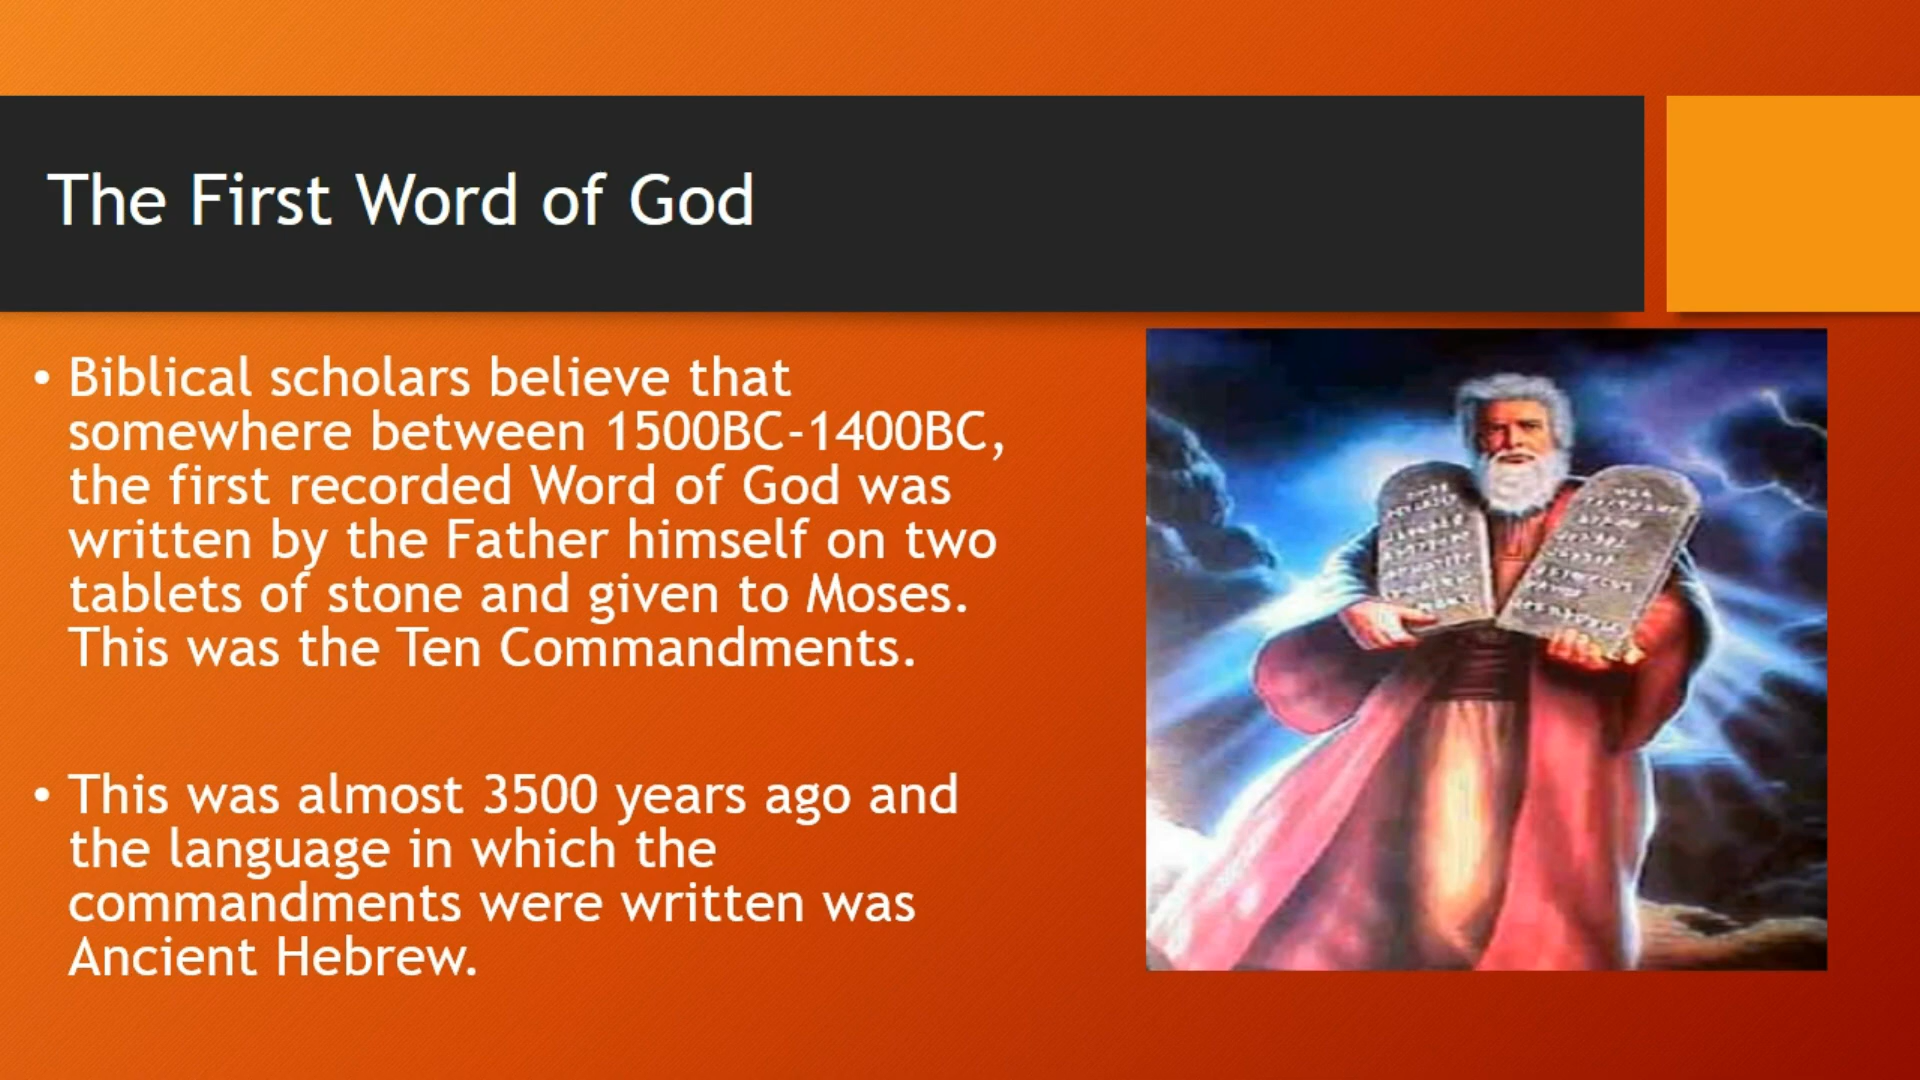 The First Word of God
• Biblical scholars believe that
somewhere between 1500BC-1400BC,
the first recorded Word of God was
written by the Father himself on two
tablets of stone and given to Moses.
This was the Ten Commandments.
• This was almost 3500 years ago and
the language in which the
commandments were written was
Ancient Hebrew.